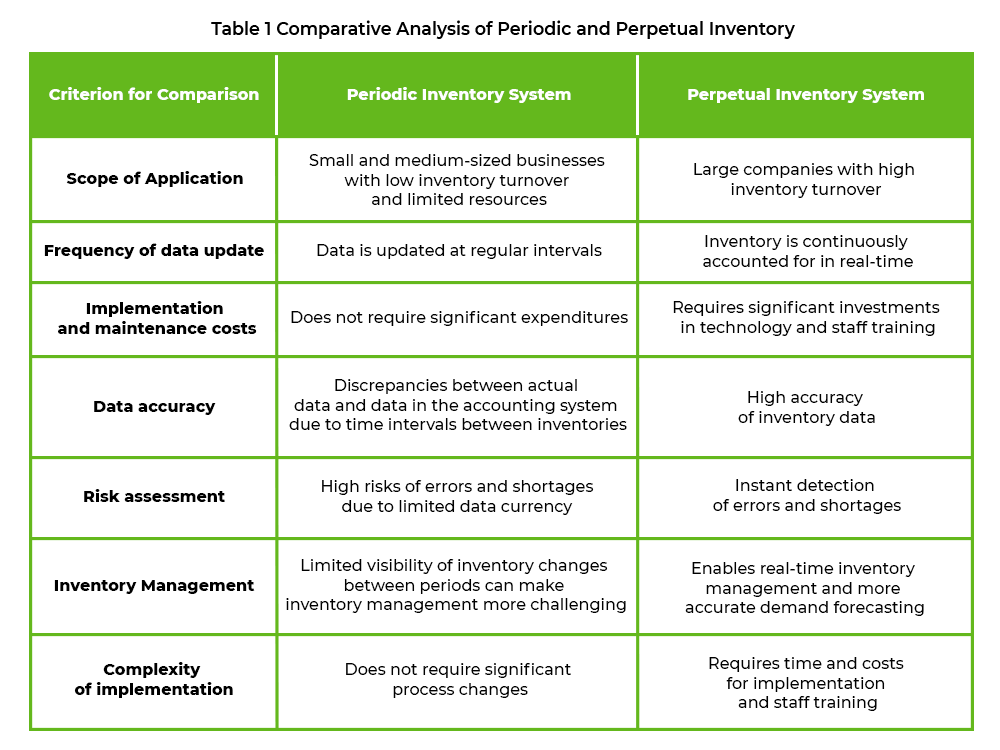 Table 1 Comparative Analysis of Periodic and Perpetual Inventory
Criterion for Comparison
Periodic Inventory System
Perpetual Inventory System
Scope of Application
Small and medium-sized businesses
with low inventory turnover
and limited resources
Large companies with high
inventory turnover
Frequency of data update
Data is updated at regular intervals
Inventory is continuously
accounted for in real-time
Implementation
and maintenance costs
Does not require significant expenditures
Requires significant investments
in technology and staff training
Data accuracy
Discrepancies between actual
data and data in the accounting system
due to time intervals between inventories
High accuracy
of inventory data
Risk assessment
High risks of errors and shortages
due to limited data currency
Instant detection
of errors and shortages
Inventory Management
Limited visibility of inventory changes
between periods can make
inventory management more challenging
Enables real-time inventory
management and more
accurate demand forecasting
Complexity
of implementation
Does not require significant
process changes
Requires time and costs
for implementation
and staff training